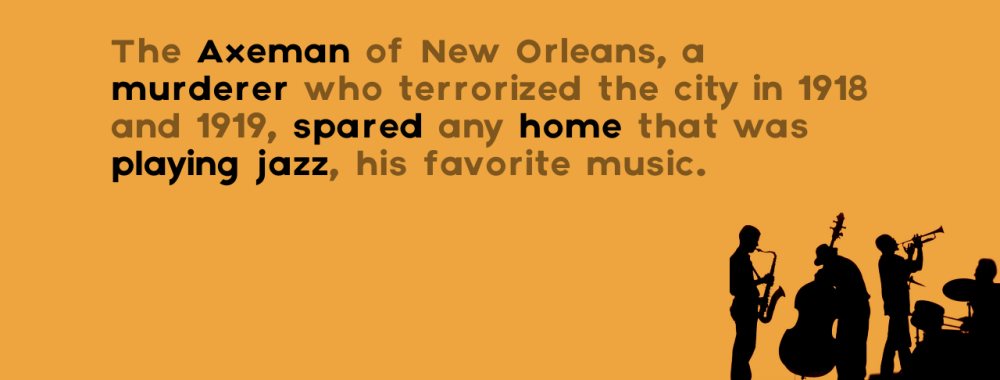 The Axeman of New Orleans, a
murderer who terrorized the city in 1918
and 1919, spared any home that was
playing jazz, his favorite music.